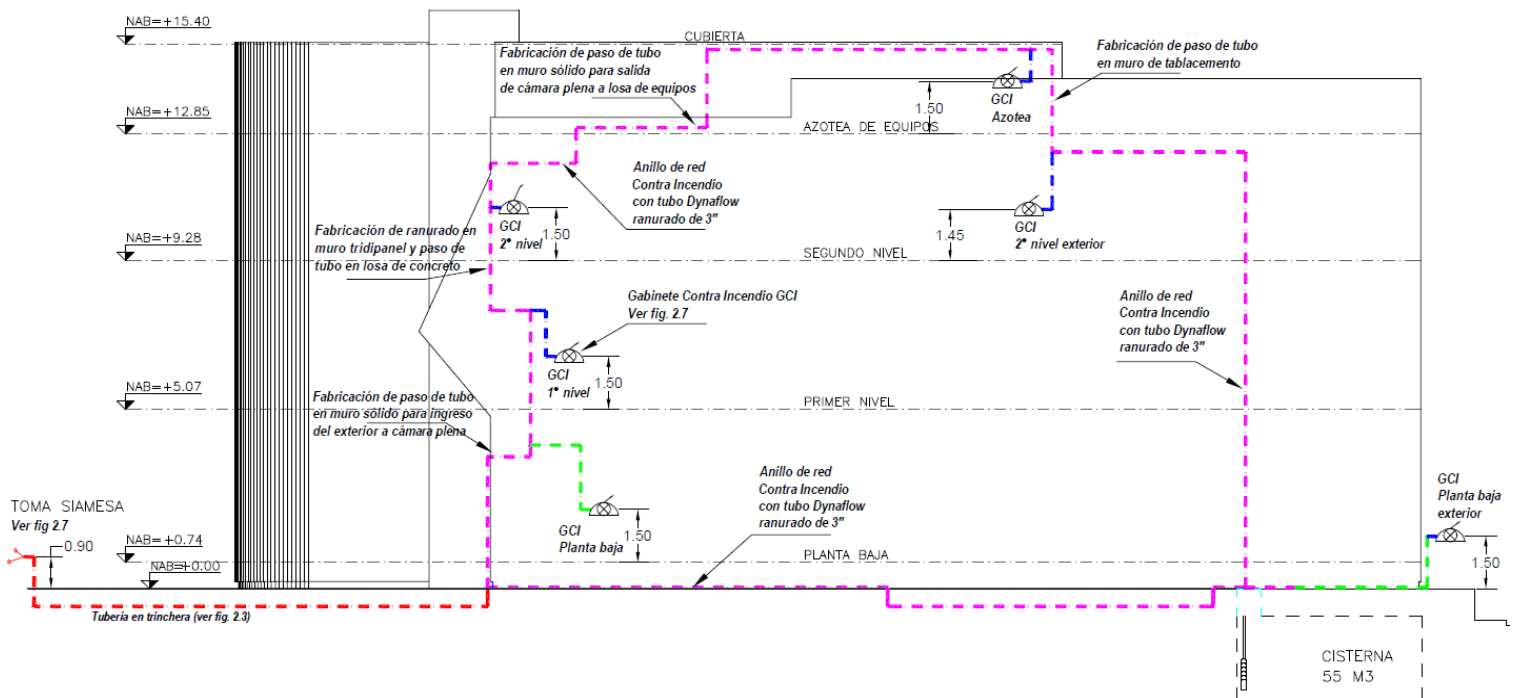 NAB=+15.40
CUBIERTA
Fabricación de paso de tubo
en muro sólido para salida
de cámara plena a losa de equipos
Fabricación de paso de tubo
en muro de tablacemento
GCI
Azotea
1.50
NAB=+12.85
AZOTEA DE EQUIPOS
Anillo de red
Contra Incendio
con tubo Dynaflow
ranurado de 3"
GCI
2° nivel
1.50
Fabricación de ranurado en
muro tridipanel y paso de
tubo en losa de concreto
GCI
2° nivel exterior
1.45
NAB=+9.28
SEGUNDO NIVEL
Gabinete Contra Incendio GCI
Ver fig. 2.7
Anillo de red
Contra Incendio
con tubo Dynaflow
ranurado de 3"
GCI
1° nivel
1.50
NAB=+5.07
Fabricación de paso de tubo
en muro sólido para ingreso
del exterior a cámara plena
PRIMER NIVEL
Anillo de red
Contra Incendio
con tubo Dynaflow
ranurado de 3"
GCI
Planta baja
exterior
1.50
TOMA SIAMESA
Ver fig 2.7
0.90
GCI
Planta baja
1.50
NAB=+0.74
PLANTA BAJA
NAB=+0.00
Tubería en trinchera (ver fig. 2.3)
CISTERNA
55 M3